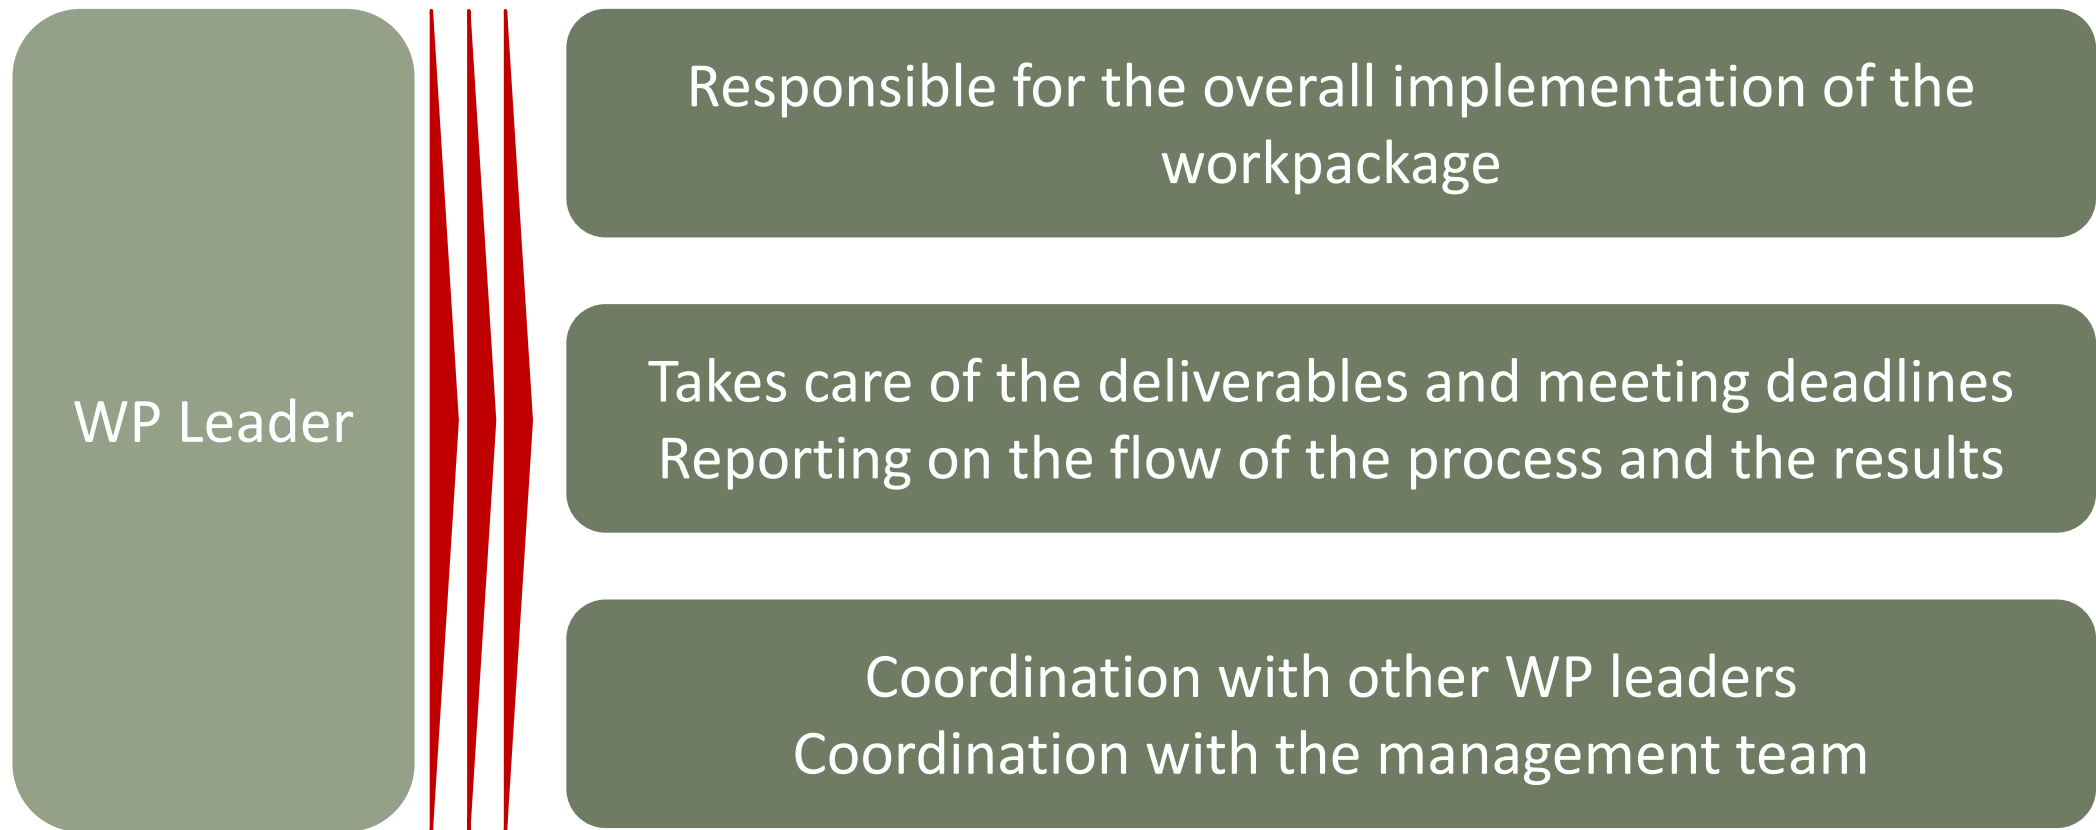 WP Leader
Responsible for the overall implementation of the
workpackage
Takes care of the deliverables and meeting deadlines
Reporting on the flow of the process and the results
Coordination with other WP leaders
Coordination with the management team